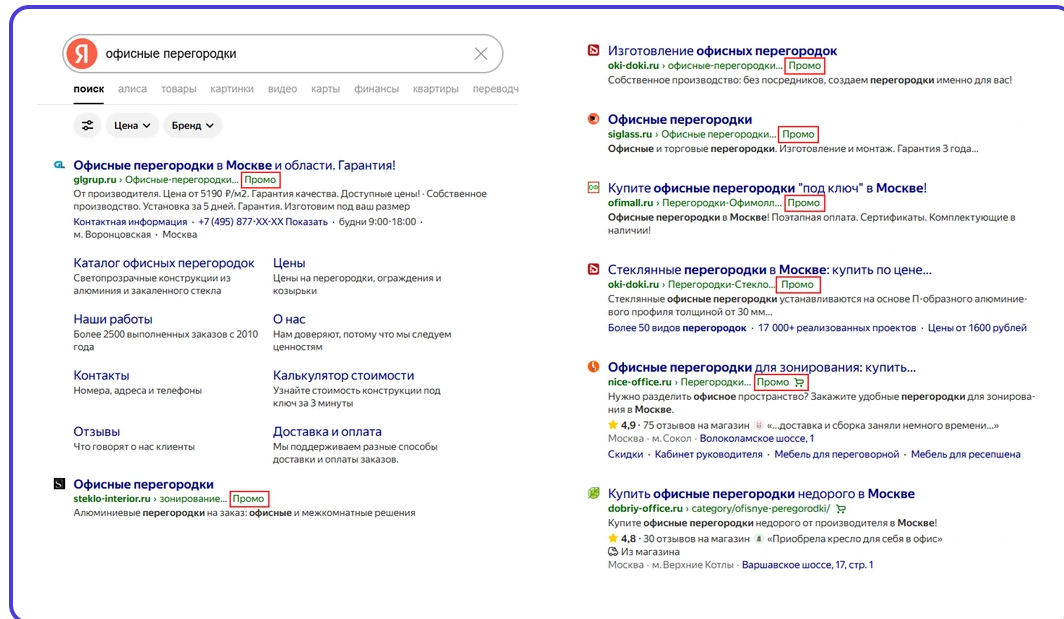 Я офисные перегородки
поиск алиса товары картинки видео карты финансы квартиры переводч
Цена Бренд
GL Офисные перегородки в Москве и области. Гарантия!
glgrup.ru › Офисные-перегородки... Промо
От производителя. Цена от 5190 ₽/м2. Гарантия качества. Доступные цены! · Собственное
производство. Установка за 5 дней. Гарантия. Изготовим под ваш размер
Контактная информация · +7 (495) 877-XX-XX Показать · будни 9:00-18:00 ·
м. Воронцовская · Москва
Каталог офисных перегородок
Светопрозрачные конструкции из
алюминия и закаленного стекла
Цены
Цены на перегородки, ограждения и
козырьки
Наши работы
Более 2500 выполненных заказов с 2010
года
О нас
Нам доверяют, потому что мы следуем
ценностям
Контакты
Номера, адреса и телефоны
Калькулятор стоимости
Узнайте стоимость конструкции под
ключ за 3 минуты
Отзывы
Что говорят о нас клиенты
Доставка и оплата
Мы поддерживаем разные способы
доставки и оплаты заказов.
Офисные перегородки
steklo-interior.ru › зонирование... Промо
Алюминиевые перегородки на заказ: офисные и межкомнатные решения
Изготовление офисных перегородок
oki-doki.ru › офисные-перегородки... Промо
Собственное производство: без посредников, создаем перегородки именно для вас!
Офисные перегородки
siglass.ru › Офисные перегородки... Промо
Офисные и торговые перегородки. Изготовление и монтаж. Гарантия 3 года...
Купите офисные перегородки "под ключ" в Москве!
ofimall.ru › Перегородки-Офимолл... Промо
Офисные перегородки в Москве! Поэтапная оплата. Сертификаты. Комплектующие в
наличии!
Стеклянные перегородки в Москве: купить по цене...
oki-doki.ru › Перегородки-Стекло... Промо
Стеклянные офисные перегородки устанавливаются на основе П-образного алюминие-
вого профиля толщиной от 30 мм...
Более 50 видов перегородок · 17 000+ реализованных проектов · Цены от 1600 рублей
Офисные перегородки для зонирования: купить...
nice-office.ru › Перегородки... Промо
Нужно разделить офисное пространство? Закажите удобные перегородки для зонирова-
ния в Москве.
4,9 · 75 отзывов на магазин «...доставка и сборка заняли немного времени...»
Москва · м. Сокол · Волоколамское шоссе, 1
Скидки · Кабинет руководителя · Мебель для переговорной · Мебель для ресепшена
Купить офисные перегородки недорого в Москве
dobriy-office.ru › category/ofisnye-peregorodki/
Купите офисные перегородки недорого от производителя в Москве!
4,8 · 30 отзывов на магазин «Приобрела кресло для себя в офис»
Из магазина
Москва · м. Верхние Котлы · Варшавское шоссе, 17, стр. 1